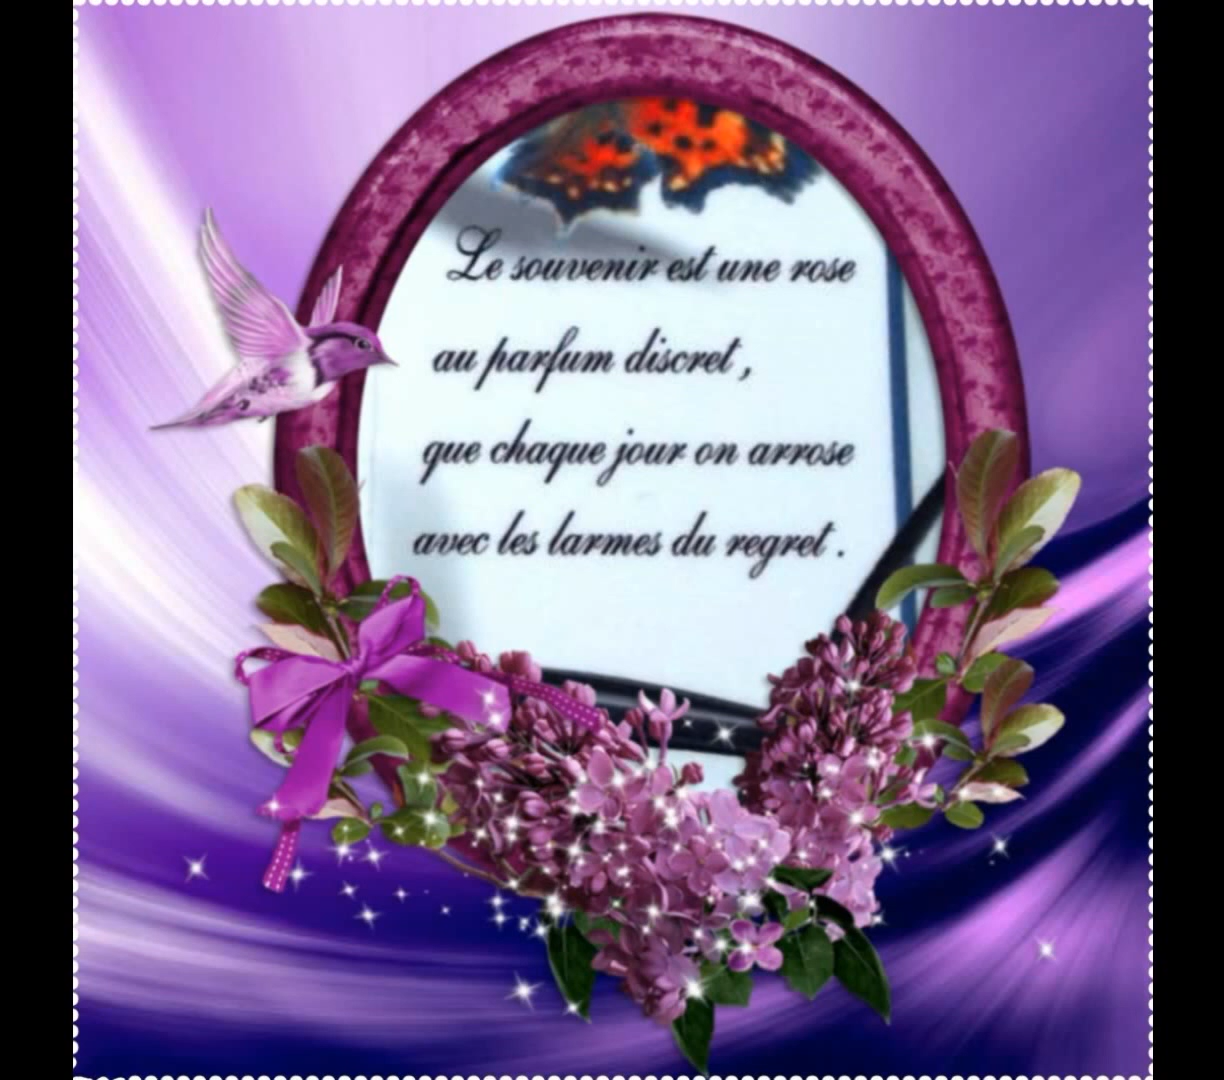 Le souvenir est une rose
au parfum discret ,
que chaque jour on arrose
avec les larmes du regret .